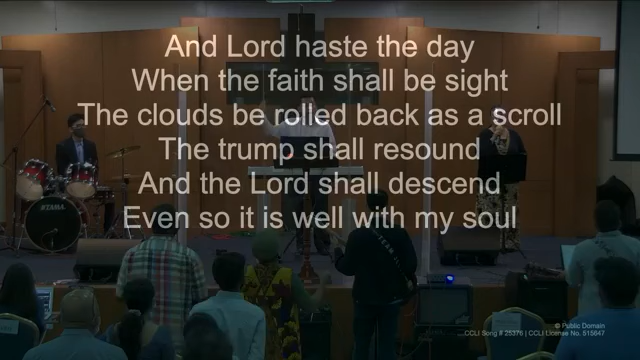 And Lord haste the day
When the faith shall be sight
The clouds be rolled back as a scroll
The trump shall resound
And the Lord shall descend
Even so it is well with my soul
TAMA
© Public Domain
CCLI Song # 25376 | CCLI License No. 515647